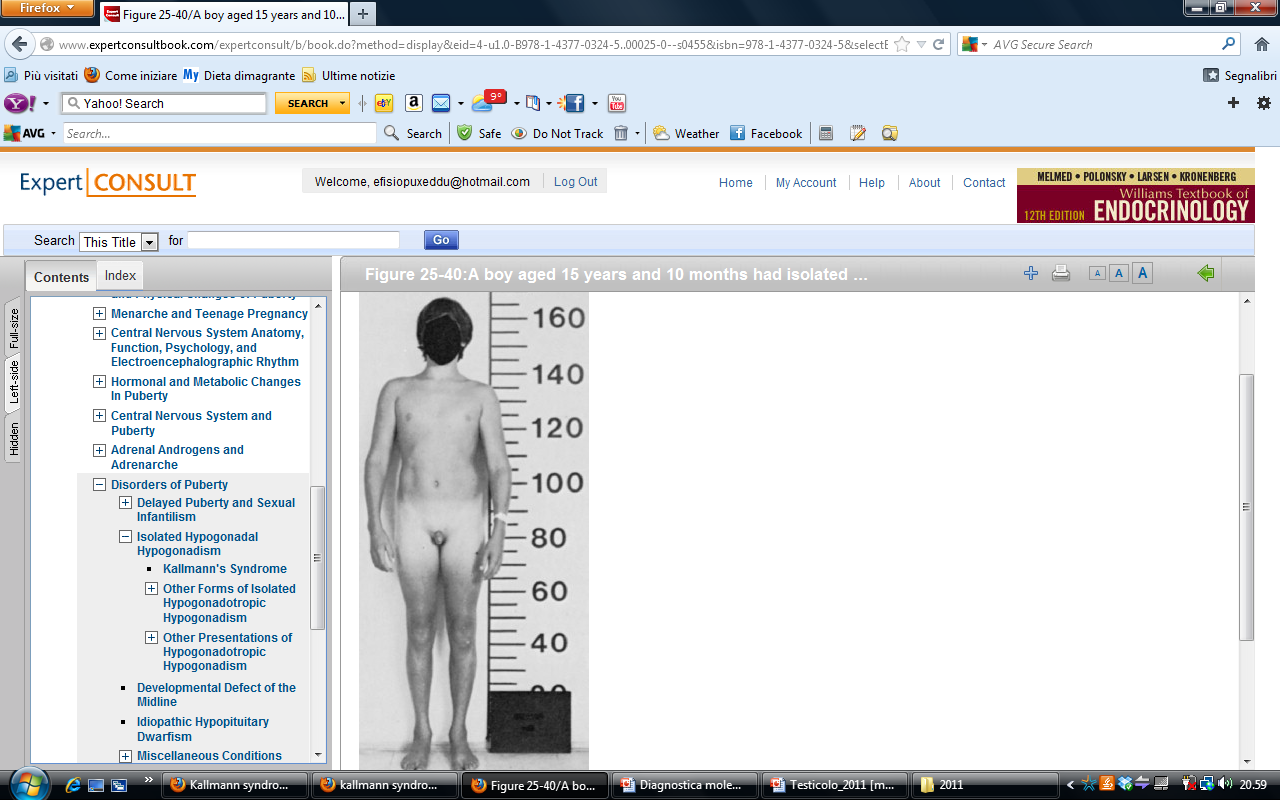 Firefox
Figure 25-40/A boy aged 15 years and 10...
www.expertconsultbook.com/expertconsult/b/book.do?method=display&eid=4-u1.0-B978-1-4377-0324-5..00025-0--s0455&isbn=978-1-4377-0324-5&selectE
AVG Secure Search
Più visitati
Come iniziare
My Dieta dimagrante
Ultime notizie
Segnalibri
Y!
Yahoo! Search
SEARCH
a
9°
You Tube
AVG
Search...
Search
Safe
Do Not Track
Weather
Facebook
Expert CONSULT
Welcome, efisiopuxeddu@hotmail.com
Log Out
Home
My Account
Help
About
Contact
MELMED • POLONSKY • LARSEN • KRONENBERG
Williams Textbook of
12TH EDITION ENDOCRINOLOGY
Search
This Title
for
Go
Contents
Index
Figure 25-40:A boy aged 15 years and 10 months had isolated ...
A
A
A
Full-size
Left-side
Hidden
and Physical Changes of Puberty
Menarche and Teenage Pregnancy
Central Nervous System Anatomy,
Function, Psychology, and
Electroencephalographic Rhythm
Hormonal and Metabolic Changes
In Puberty
Central Nervous System and
Puberty
Adrenal Androgens and
Adrenarche
Disorders of Puberty
Delayed Puberty and Sexual
Infantilism
Isolated Hypogonadal
Hypogonadism
Kallmann's Syndrome
Other Forms of Isolated
Hypogonadotropic
Hypogonadism
Other Presentations of
Hypogonadotropic
Hypogonadism
Developmental Defect of the
Midline
Idiopathic Hypopituitary
Dwarfism
Miscellaneous Conditions
160
140
120
100
80
60
40
20
Kallmann syndro...
kallmann syndro...
Figure 25-40/A bo...
Diagnostica mole...
Testicolo_2011 [m...
2011
20.59